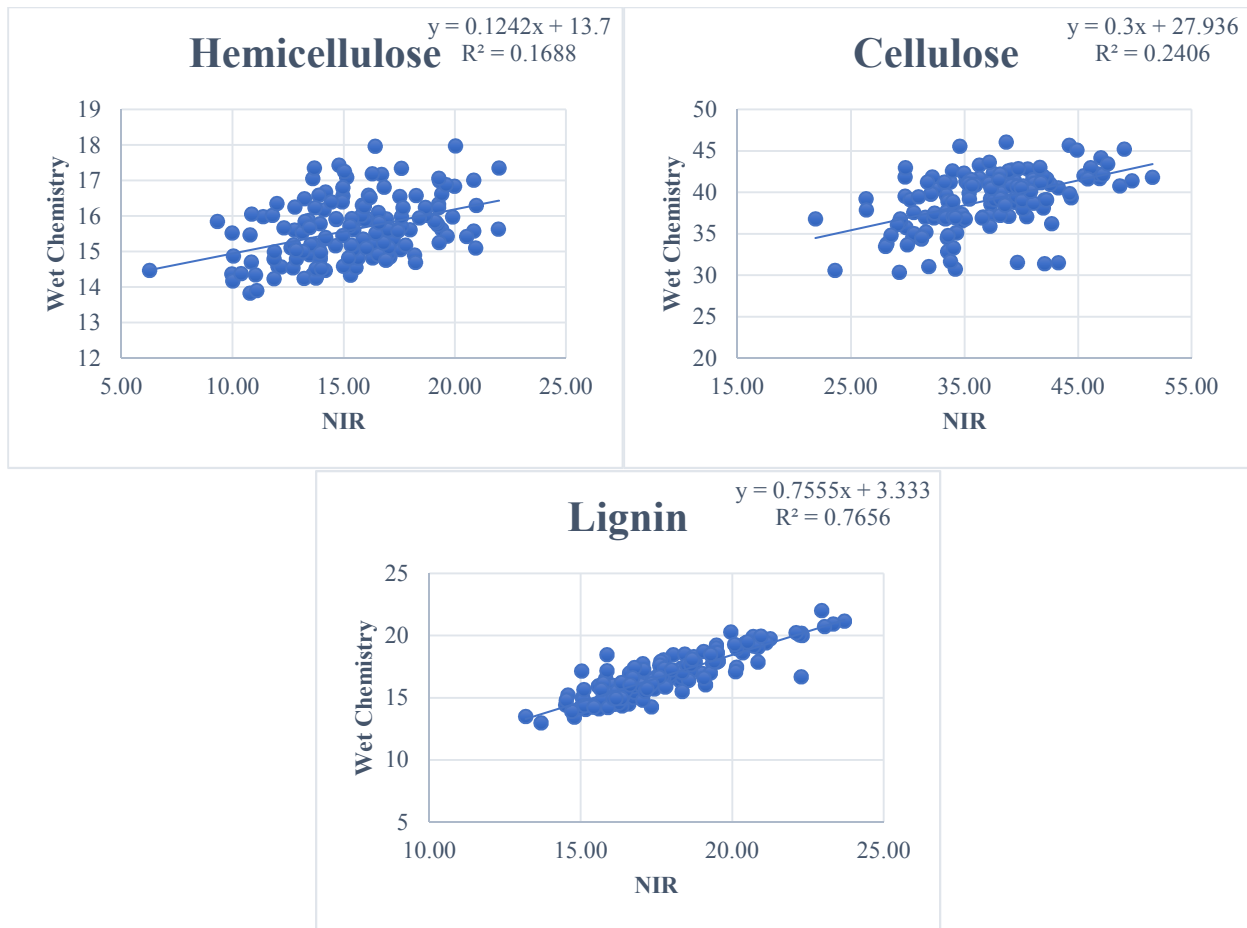 Hemicellulose
y = 0.1242x + 13.7
R² = 0.1688
Wet Chemistry
19
18
17
16
15
14
13
12
5.00 10.00 15.00 20.00 25.00
NIR
Cellulose
y = 0.3x + 27.936
R² = 0.2406
Wet Chemistry
50
45
40
35
30
25
20
15.00 25.00 35.00 45.00 55.00
NIR
Lignin
y = 0.7555x + 3.333
R² = 0.7656
Wet Chemistry
25
20
15
10
5
10.00 15.00 20.00 25.00
NIR